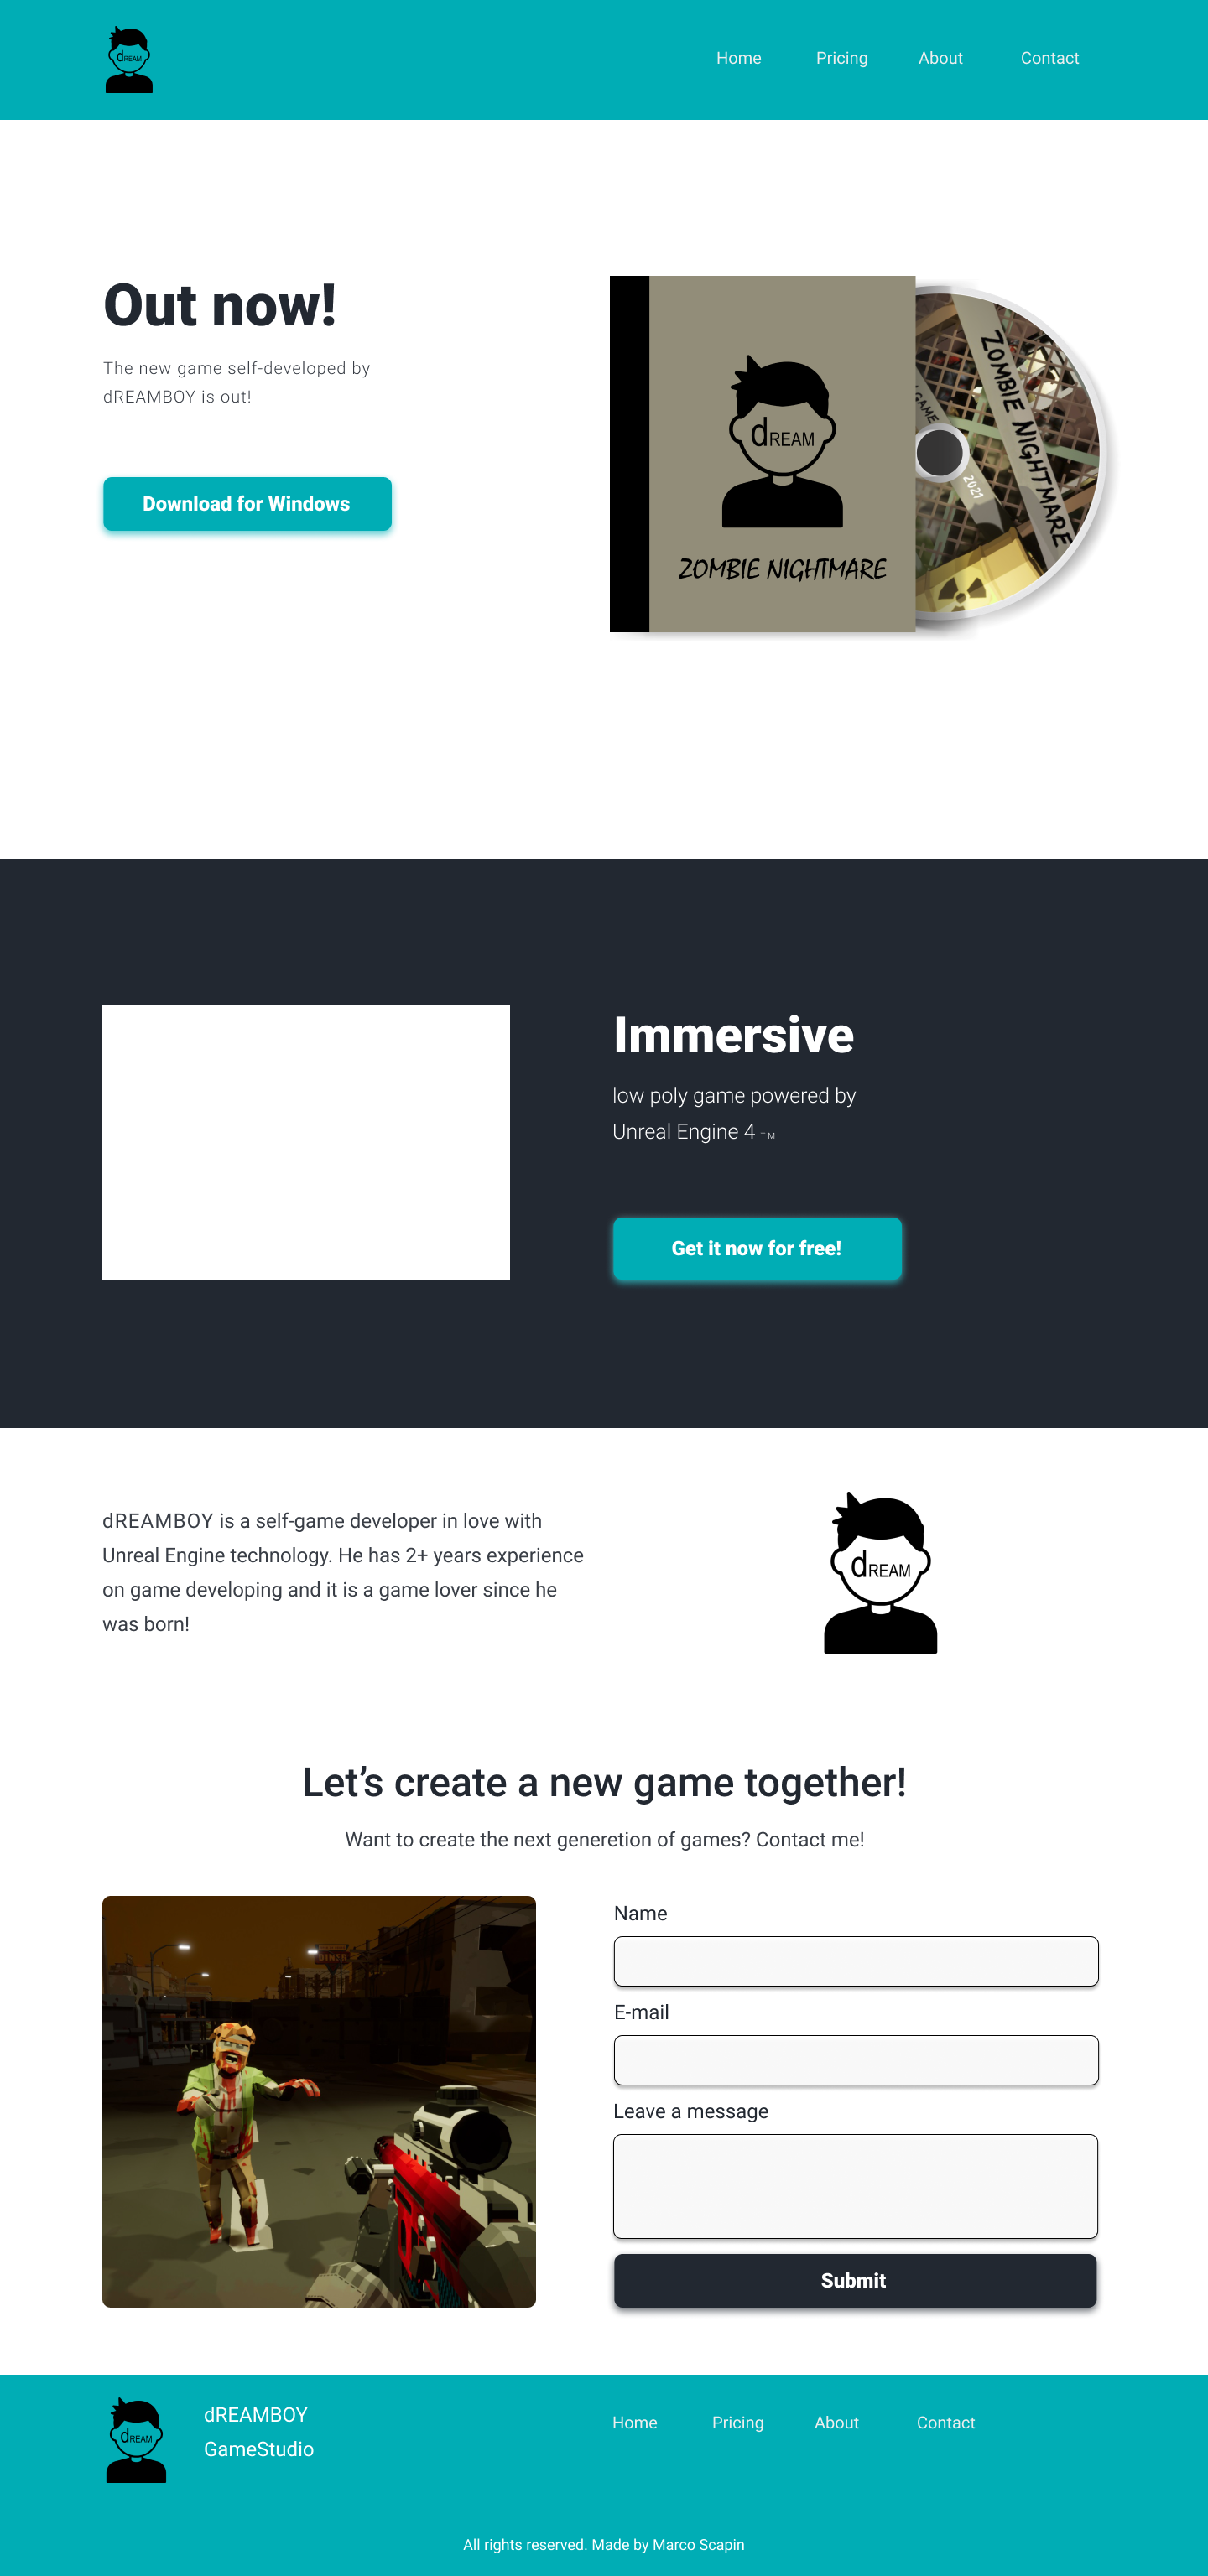 dREAM
Home Pricing About Contact
Out now!
The new game self-developed by
dREAMBOY is out!
Download for Windows
dREAM
ZOMBIE NIGHTMARE
ZOMBIE NIGHTMARE
GAME
2021
Immersive
low poly game powered by
Unreal Engine 4 TM
Get it now for free!
dREAMBOY is a self-game developer in love with
Unreal Engine technology. He has 2+ years experience
on game developing and it is a game lover since he
was born!
dREAM
Let’s create a new game together!
Want to create the next generetion of games? Contact me!
DINER
Name
E-mail
Leave a message
Submit
dREAM
dREAMBOY
GameStudio
Home Pricing About Contact
All rights reserved. Made by Marco Scapin